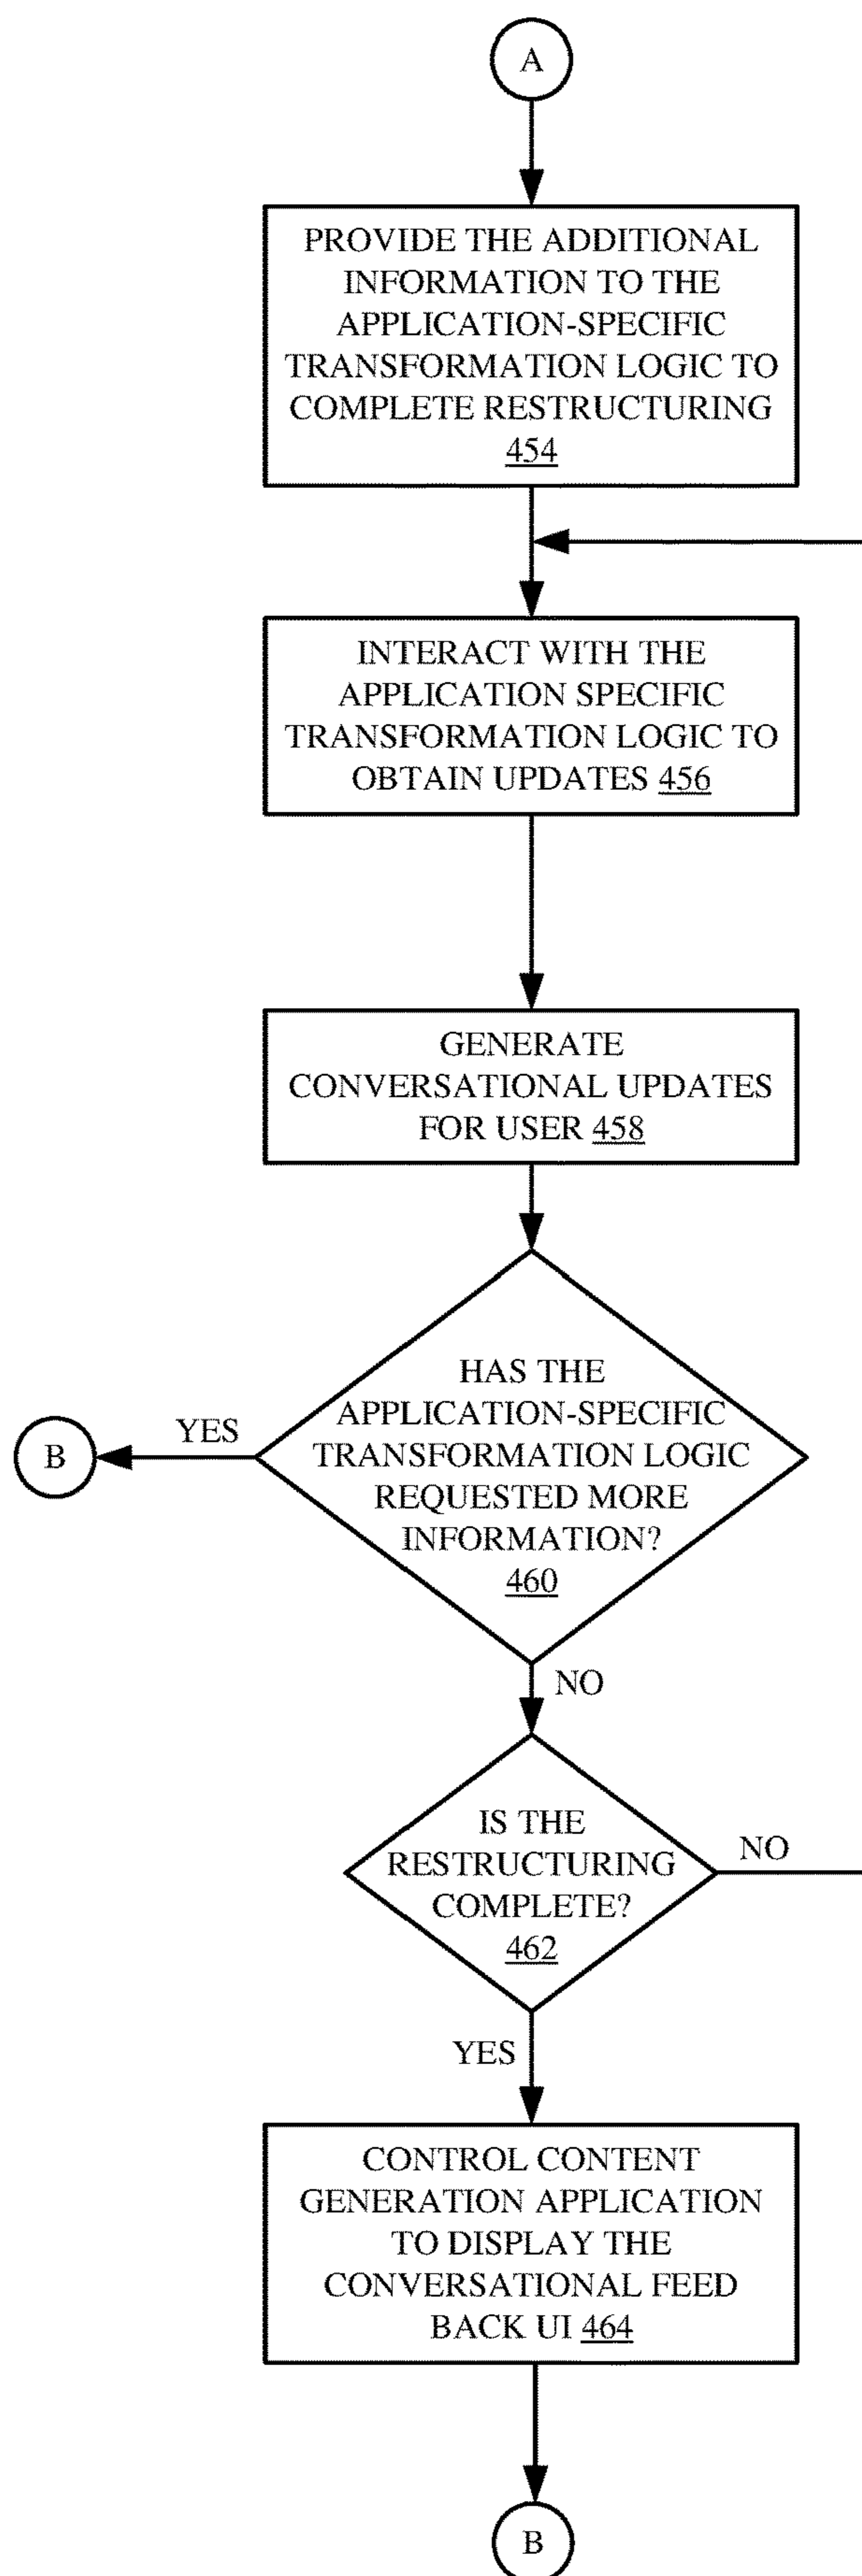 A
PROVIDE THE ADDITIONAL
INFORMATION TO THE
APPLICATION-SPECIFIC
TRANSFORMATION LOGIC TO
COMPLETE RESTRUCTURING
454
INTERACT WITH THE
APPLICATION SPECIFIC
TRANSFORMATION LOGIC TO
OBTAIN UPDATES 456
GENERATE
CONVERSATIONAL UPDATES
FOR USER 458
HAS THE
APPLICATION-SPECIFIC
TRANSFORMATION LOGIC
REQUESTED MORE
INFORMATION?
460
YES
B
NO
IS THE
RESTRUCTURING
COMPLETE?
462
NO
YES
CONTROL CONTENT
GENERATION APPLICATION
TO DISPLAY THE
CONVERSATIONAL FEED
BACK UI 464
B